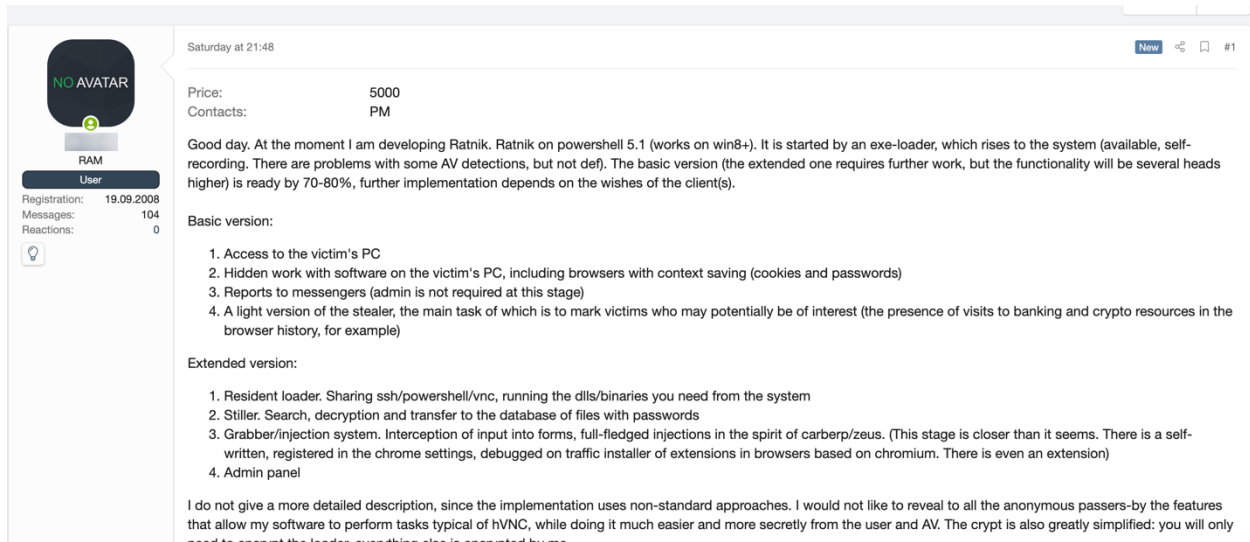 Saturday at 21:48
New
#1
NO AVATAR
RAM
User
Registration: 19.09.2008
Messages: 104
Reactions: 0
Price: 5000
Contacts: PM
Good day. At the moment I am developing Ratnik. Ratnik on powershell 5.1 (works on win8+). It is started by an exe-loader, which rises to the system (available, self-
recording. There are problems with some AV detections, but not def). The basic version (the extended one requires further work, but the functionality will be several heads
higher) is ready by 70-80%, further implementation depends on the wishes of the client(s).
Basic version:
1. Access to the victim's PC
2. Hidden work with software on the victim's PC, including browsers with context saving (cookies and passwords)
3. Reports to messengers (admin is not required at this stage)
4. A light version of the stealer, the main task of which is to mark victims who may potentially be of interest (the presence of visits to banking and crypto resources in the
browser history, for example)
Extended version:
1. Resident loader. Sharing ssh/powershell/vnc, running the dlls/binaries you need from the system
2. Stiller. Search, decryption and transfer to the database of files with passwords
3. Grabber/injection system. Interception of input into forms, full-fledged injections in the spirit of carberp/zeus. (This stage is closer than it seems. There is a self-
written, registered in the chrome settings, debugged on traffic installer of extensions in browsers based on chromium. There is even an extension)
4. Admin panel
I do not give a more detailed description, since the implementation uses non-standard approaches. I would not like to reveal to all the anonymous passers-by the features
that allow my software to perform tasks typical of hVNC, while doing it much easier and more secretly from the user and AV. The crypt is also greatly simplified: you will only